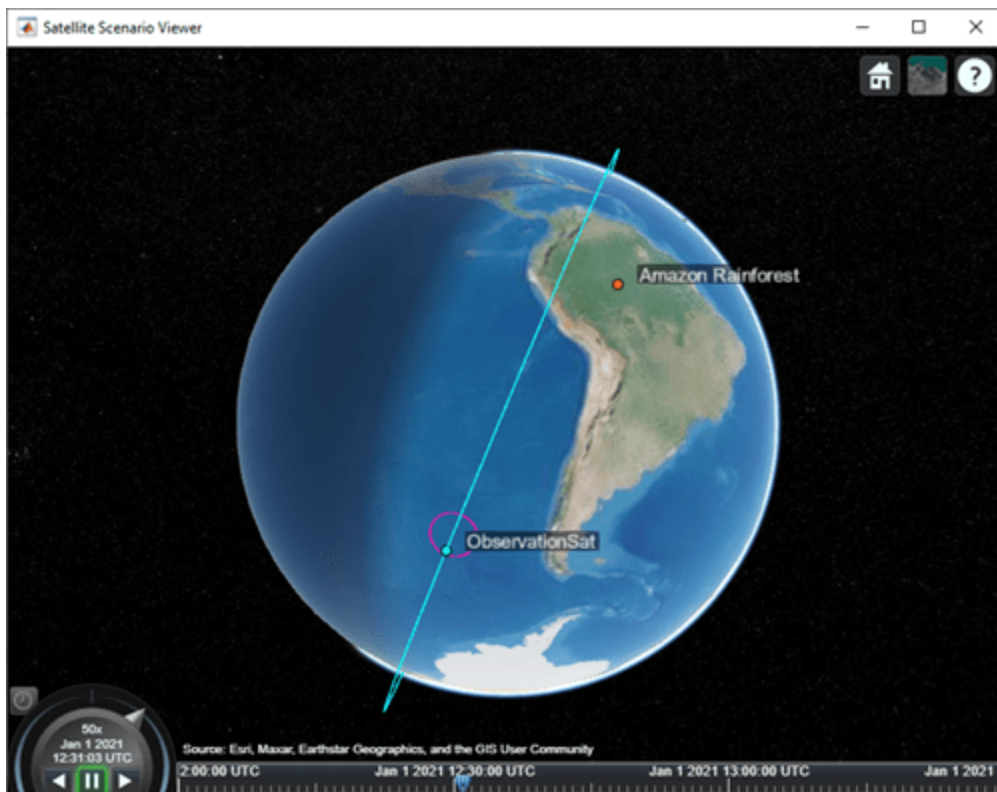 Satellite Scenario Viewer
?
Amazon Rainforest
ObservationSat
50x
Jan 1 2021
12:31:03 UTC
Source: Esri, Maxar, Earthstar Geographics, and the GIS User Community
2:00:00 UTC
Jan 1 2021 12:30:00 UTC
Jan 1 2021 13:00:00 UTC
Jan 1 2021